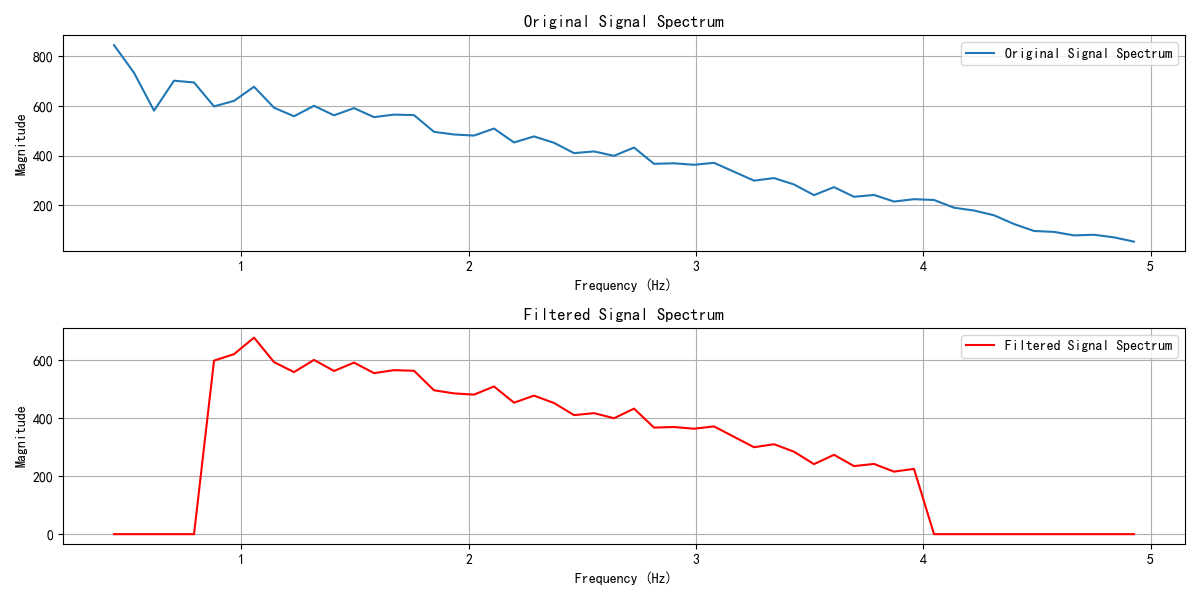 Original Signal Spectrum
Original Signal Spectrum
800
600
400
200
Magnitude
1 2 3 4 5
Frequency (Hz)
Filtered Signal Spectrum
Filtered Signal Spectrum
600
400
200
0
Magnitude
1 2 3 4 5
Frequency (Hz)